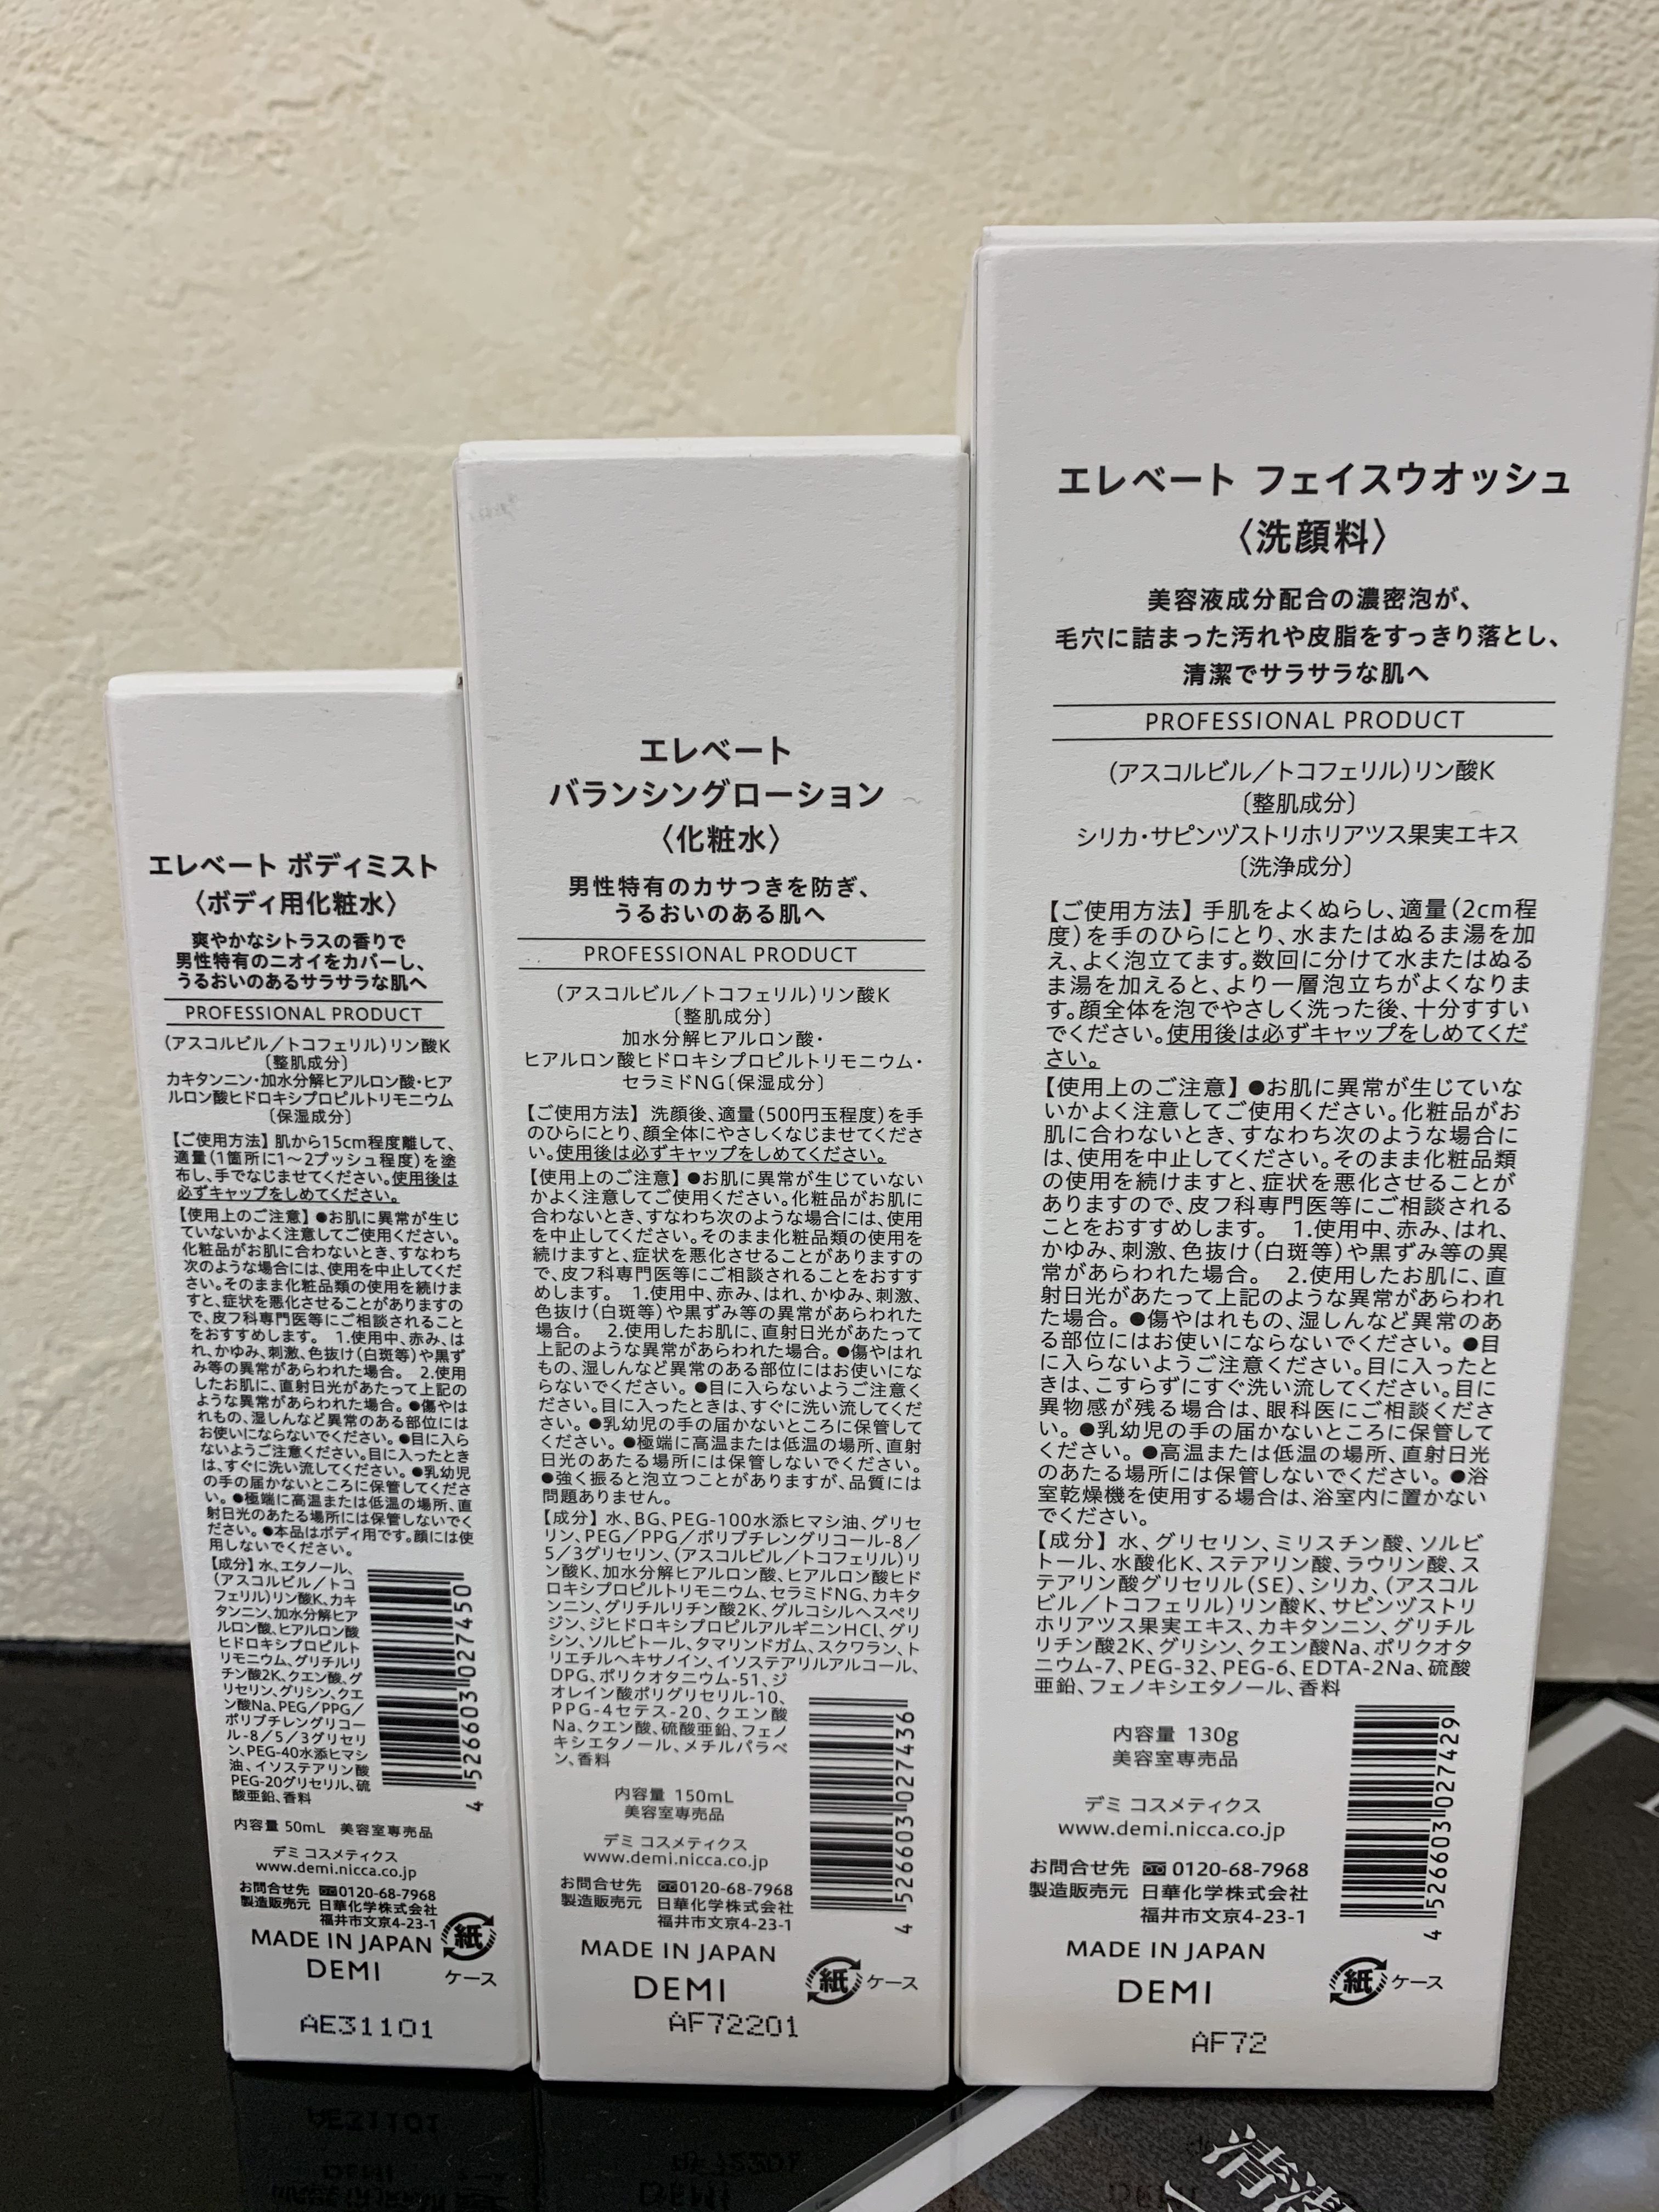 エレベート ボディミスト
〈ボディ用化粧水〉
爽やかなシトラスの香りで
男性特有のニオイをカバーし、
うるおいのあるサラサラな肌へ
PROFESSIONAL PRODUCT
(アスコルビル／トコフェリル)リン酸K
〔整肌成分〕
カキタンニン・加水分解ヒアルロン酸・ヒア
ルロン酸ヒドロキシプロピルトリモニウム
〔保湿成分〕
【ご使用方法】肌から15cm程度離して、
適量(1箇所に1～2プッシュ程度)を塗
布し、手でなじませてください。使用後は
必ずキャップをしめてください。
【使用上のご注意】●お肌に異常が生じ
ていないかよく注意してご使用ください。
化粧品がお肌に合わないとき、すなわち
次のような場合には、使用を中止してくだ
さい。そのまま化粧品類の使用を続けま
すと、症状を悪化させることがありますの
で、皮フ科専門医等にご相談されること
をおすすめします。 1.使用中、赤み、は
れ、かゆみ、刺激、色抜け(白斑等)や黒ず
み等の異常があらわれた場合。 2.使用
したお肌に、直射日光があたって上記の
ような異常があらわれた場合。●傷やは
れもの、湿しんなど異常のある部位には
お使いにならないでください。●目に入ら
ないようご注意ください。目に入ったとき
は、すぐに洗い流してください。●乳幼児
の手の届かないところに保管してくださ
い。●極端に高温または低温の場所、直
射日光のあたる場所には保管しないでく
ださい。●本品はボディ用です。顔には使
用しないでください。
【成分】水、エタノール、
(アスコルビル／トコ
フェリル)リン酸K、カキ
タンニン、加水分解ヒア
ルロン酸、ヒアルロン酸
ヒドロキシプロピルト
リモニウム、グリチルリ
チン酸2K、クエン酸、グ
リセリン、グリシン、クエ
ン酸Na、PEG／PPG／
ポリブチレングリコー
ル-8／5／3グリセリ
ン、PEG-40水添ヒマシ
油、イソステアリン酸
PEG-20グリセリル、硫
酸亜鉛、香料
4 526603 027450
内容量 50mL 美容室専売品
デミ コスメティクス
www.demi.nicca.co.jp
お問合せ先 0120-68-7968
製造販売元 日華化学株式会社
福井市文京4-23-1
MADE IN JAPAN
DEMI
紙
ケース
AE31101
エレベート
バランシングローション
〈化粧水〉
男性特有のカサつきを防ぎ、
うるおいのある肌へ
PROFESSIONAL PRODUCT
(アスコルビル／トコフェリル)リン酸K
〔整肌成分〕
加水分解ヒアルロン酸・
ヒアルロン酸ヒドロキシプロピルトリモニウム・
セラミドNG〔保湿成分〕
【ご使用方法】 洗顔後、適量(500円玉程度)を手
のひらにとり、顔全体にやさしくなじませてくださ
い。使用後は必ずキャップをしめてください。
【使用上のご注意】●お肌に異常が生じていない
かよく注意してご使用ください。化粧品がお肌に
合わないとき、すなわち次のような場合には、使用
を中止してください。そのまま化粧品類の使用を
続けますと、症状を悪化させることがありますの
で、皮フ科専門医等にご相談されることをおすす
めします。 1.使用中、赤み、はれ、かゆみ、刺激、
色抜け(白斑等)や黒ずみ等の異常があらわれた
場合。 2.使用したお肌に、直射日光があたって
上記のような異常があらわれた場合。●傷やはれ
もの、湿しんなど異常のある部位にはお使いにな
らないでください。●目に入らないようご注意く
ださい。目に入ったときは、すぐに洗い流してくだ
さい。●乳幼児の手の届かないところに保管して
ください。●極端に高温または低温の場所、直射
日光のあたる場所には保管しないでください。
●強く振ると泡立つことがありますが、品質には
問題ありません。
【成分】水、BG、PEG-100水添ヒマシ油、グリセ
リン、PEG／PPG／ポリブチレングリコール-8／
5／3グリセリン、(アスコルビル／トコフェリル)リ
ン酸K、加水分解ヒアルロン酸、ヒアルロン酸ヒド
ロキシプロピルトリモニウム、セラミドNG、カキタ
ンニン、グリチルリチン酸2K、グルコシルヘスペリ
ジン、ジヒドロキシプロピルアルギニンHCl、グリ
シン、ソルビトール、タマリンドガム、スクワラン、ト
リエチルヘキサノイン、イソステアリルアルコール、
DPG、ポリクオタニウム-51、ジ
オレイン酸ポリグリセリル-10、
PPG-4セテス-20、クエン酸
Na、クエン酸、硫酸亜鉛、フェノ
キシエタノール、メチルパラベ
ン、香料
4 526603 027436
内容量 150mL
美容室専売品
デミ コスメティクス
www.demi.nicca.co.jp
お問合せ先 0120-68-7968
製造販売元 日華化学株式会社
福井市文京4-23-1
MADE IN JAPAN
DEMI
紙 ケース
AF72201
エレベート フェイスウオッシュ
〈洗顔料〉
美容液成分配合の濃密泡が、
毛穴に詰まった汚れや皮脂をすっきり落とし、
清潔でサラサラな肌へ
PROFESSIONAL PRODUCT
(アスコルビル／トコフェリル)リン酸K
〔整肌成分〕
シリカ・サピンヅストリホリアツス果実エキス
〔洗浄成分〕
【ご使用方法】手肌をよくぬらし、適量(2cm程
度)を手のひらにとり、水またはぬるま湯を加
え、よく泡立てます。数回に分けて水またはぬる
ま湯を加えると、より一層泡立ちがよくなりま
す。顔全体を泡でやさしく洗った後、十分すすい
でください。使用後は必ずキャップをしめてくだ
さい。
【使用上のご注意】●お肌に異常が生じていな
いかよく注意してご使用ください。化粧品がお
肌に合わないとき、すなわち次のような場合に
は、使用を中止してください。そのまま化粧品類
の使用を続けますと、症状を悪化させることが
ありますので、皮フ科専門医等にご相談される
ことをおすすめします。 1.使用中、赤み、はれ、
かゆみ、刺激、色抜け(白斑等)や黒ずみ等の異
常があらわれた場合。 2.使用したお肌に、直
射日光があたって上記のような異常があらわれ
た場合。●傷やはれもの、湿しんなど異常のあ
る部位にはお使いにならないでください。●目
に入らないようご注意ください。目に入ったと
きは、こすらずにすぐ洗い流してください。目に
異物感が残る場合は、眼科医にご相談くださ
い。●乳幼児の手の届かないところに保管して
ください。●高温または低温の場所、直射日光
のあたる場所には保管しないでください。●浴
室乾燥機を使用する場合は、浴室内に置かない
でください。
【成分】 水、グリセリン、ミリスチン酸、ソルビ
トール、水酸化K、ステアリン酸、ラウリン酸、ス
テアリン酸グリセリル(SE)、シリカ、(アスコル
ビル／トコフェリル)リン酸K、サピンヅストリ
ホリアツス果実エキス、カキタンニン、グリチル
リチン酸2K、グリシン、クエン酸Na、ポリクオタ
ニウム-7、PEG-32、PEG-6、EDTA-2Na、硫酸
亜鉛、フェノキシエタノール、香料
4 526603 027429
内容量 130g
美容室専売品
デミ コスメティクス
www.demi.nicca.co.jp
お問合せ先 0120-68-7968
製造販売元 日華化学株式会社
福井市文京4-23-1
MADE IN JAPAN
DEMI
紙 ケース
AF72
清潔